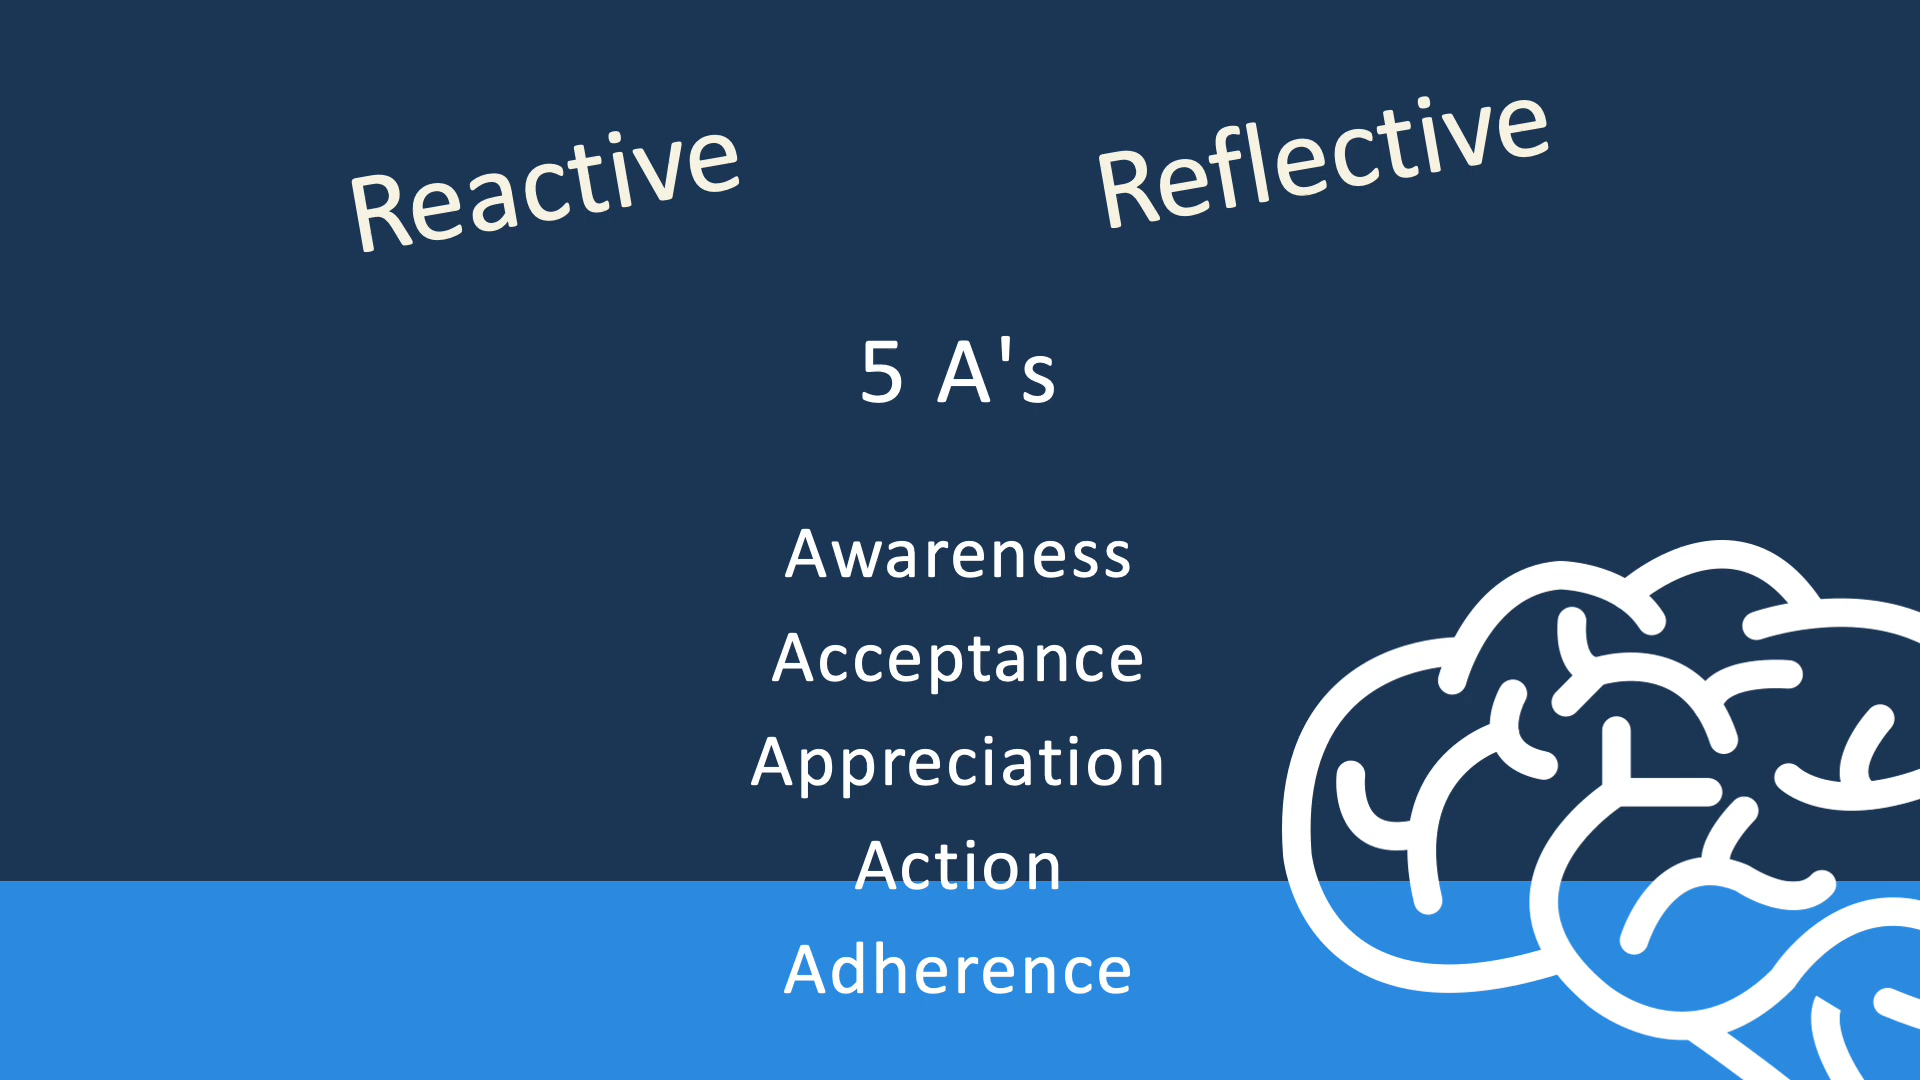 Reactive
Reflective
5 A's
Awareness
Acceptance
Appreciation
Action
Adherence